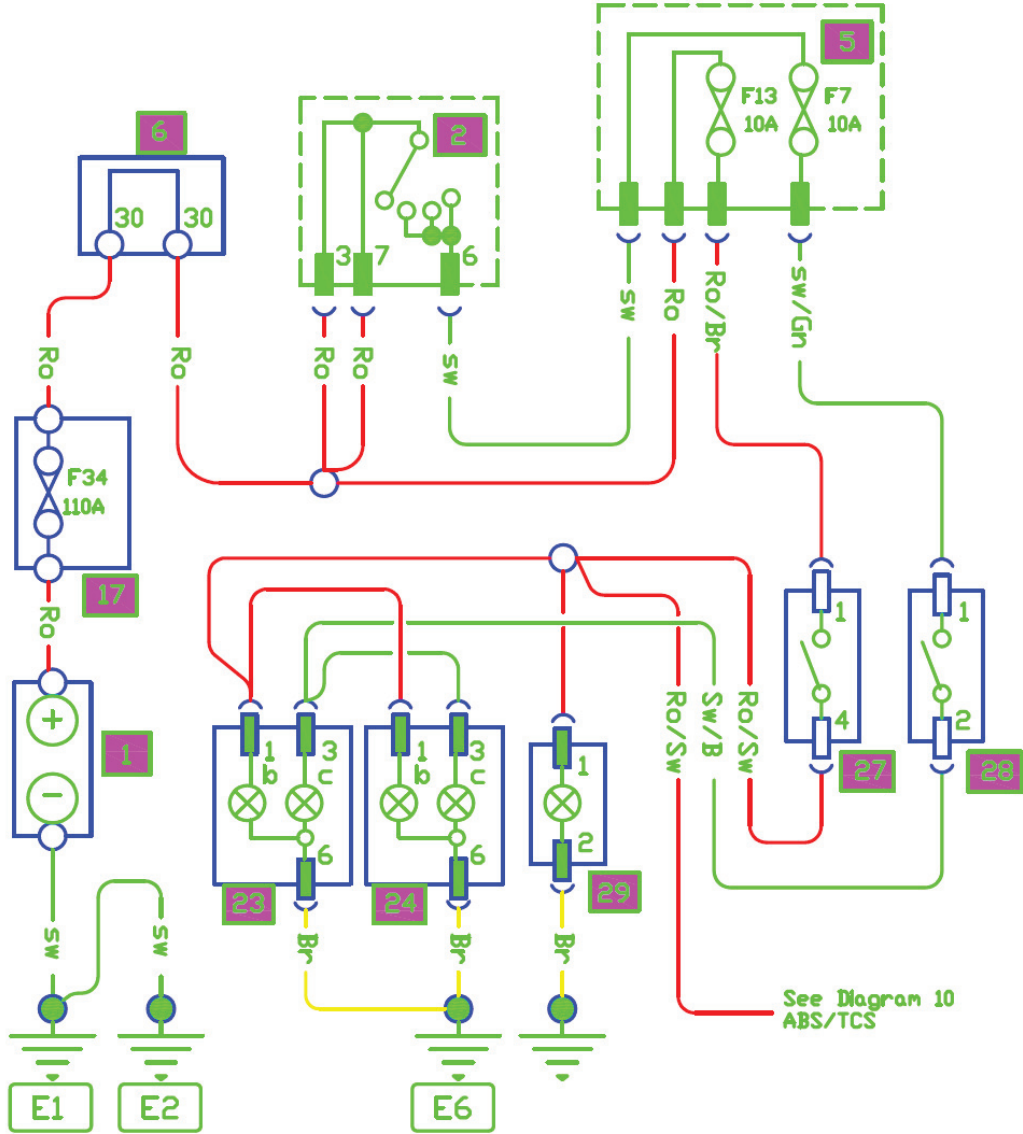 5
F13
10A
F7
10A
6
2
30
30
3
7
6
sw
Ro
Ro/Br
sw/Gn
Ro
Ro
Ro
Ro
sw
F34
110A
17
Ro
1
+
−
1
3
b
c
6
23
1
3
b
c
6
24
1
2
29
Ro/Sw
Sw/B
Ro/Sw
1
4
27
1
2
28
sw
sw
Br
Br
Br
See Diagram 10
ABS/TCS
E1
E2
E6